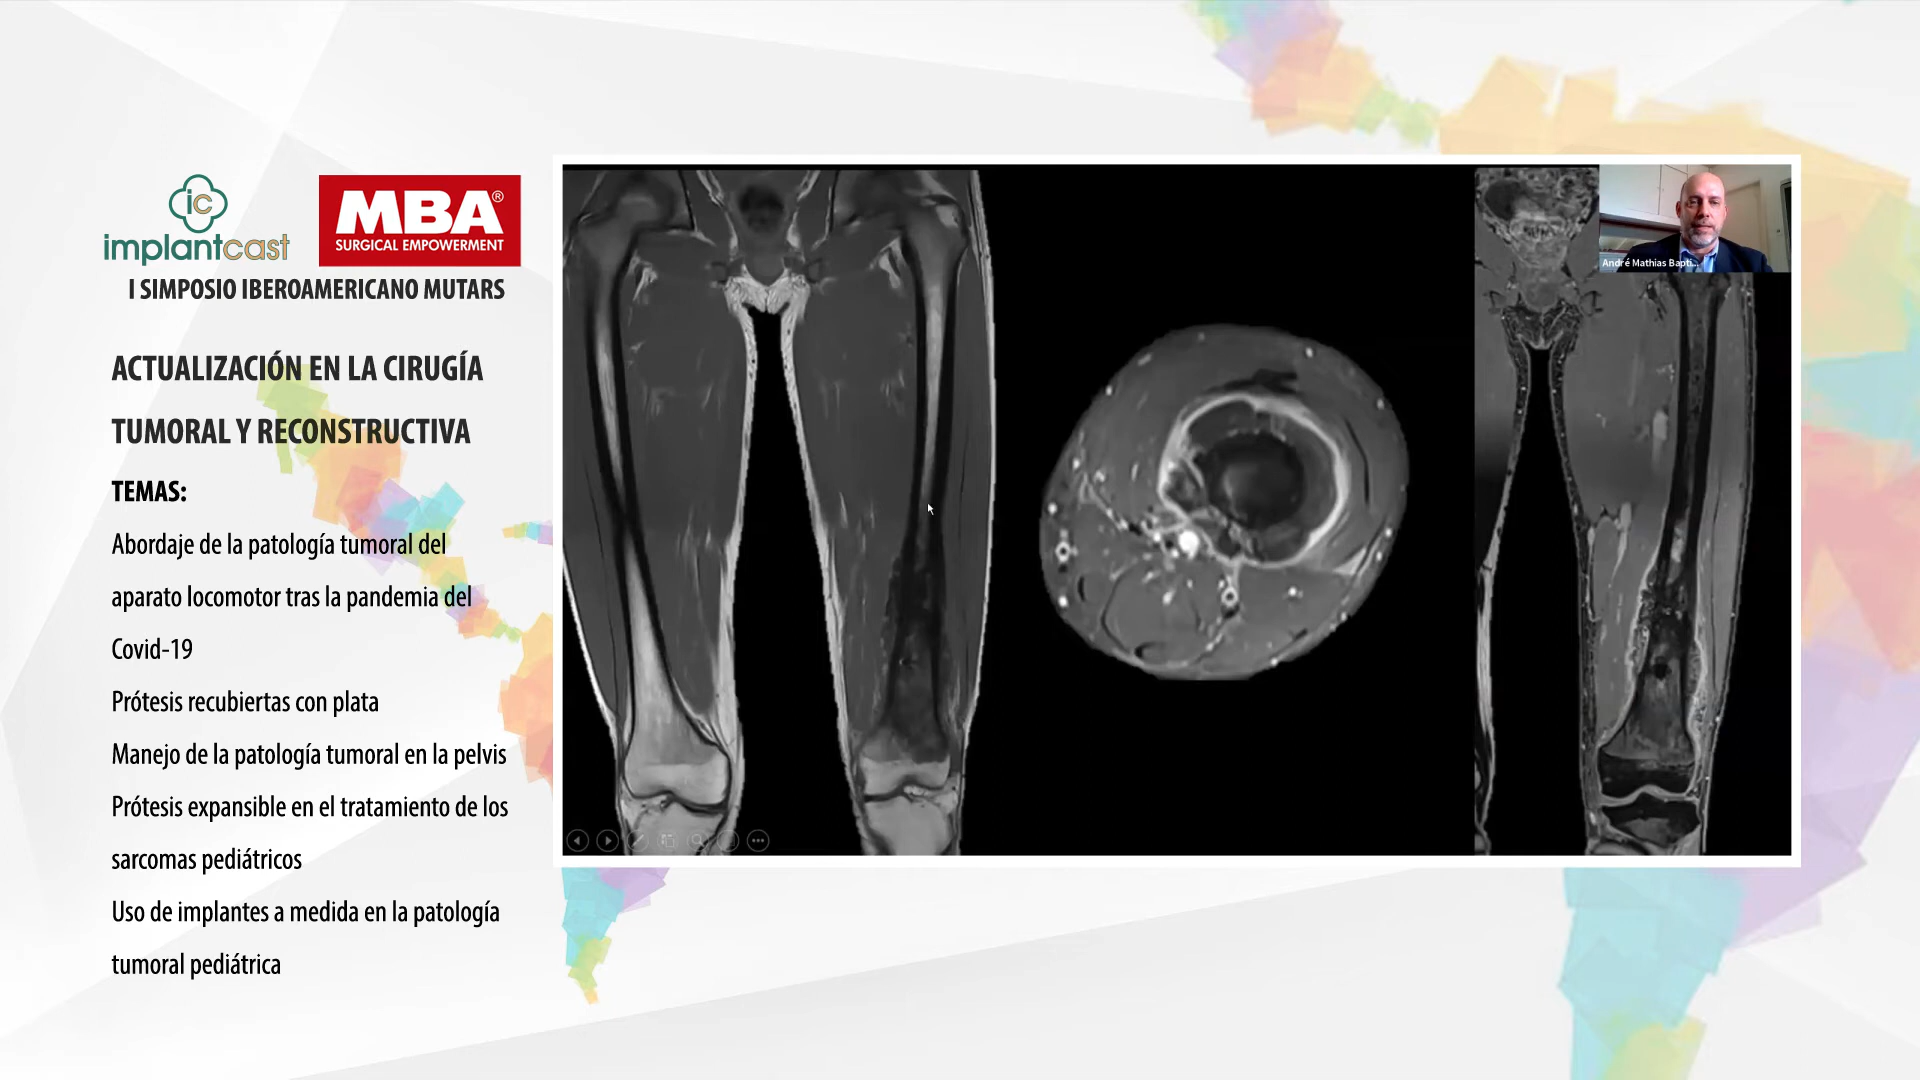 ic
implantcast
MBA®
SURGICAL EMPOWERMENT
I SIMPOSIO IBEROAMERICANO MUTARS
ACTUALIZACIÓN EN LA CIRUGÍA
TUMORAL Y RECONSTRUCTIVA
TEMAS:
Abordaje de la patología tumoral del
aparato locomotor tras la pandemia del
Covid-19
Prótesis recubiertas con plata
Manejo de la patología tumoral en la pelvis
Prótesis expansible en el tratamiento de los
sarcomas pediátricos
Uso de implantes a medida en la patología
tumoral pediátrica
André Mathias Bapti...